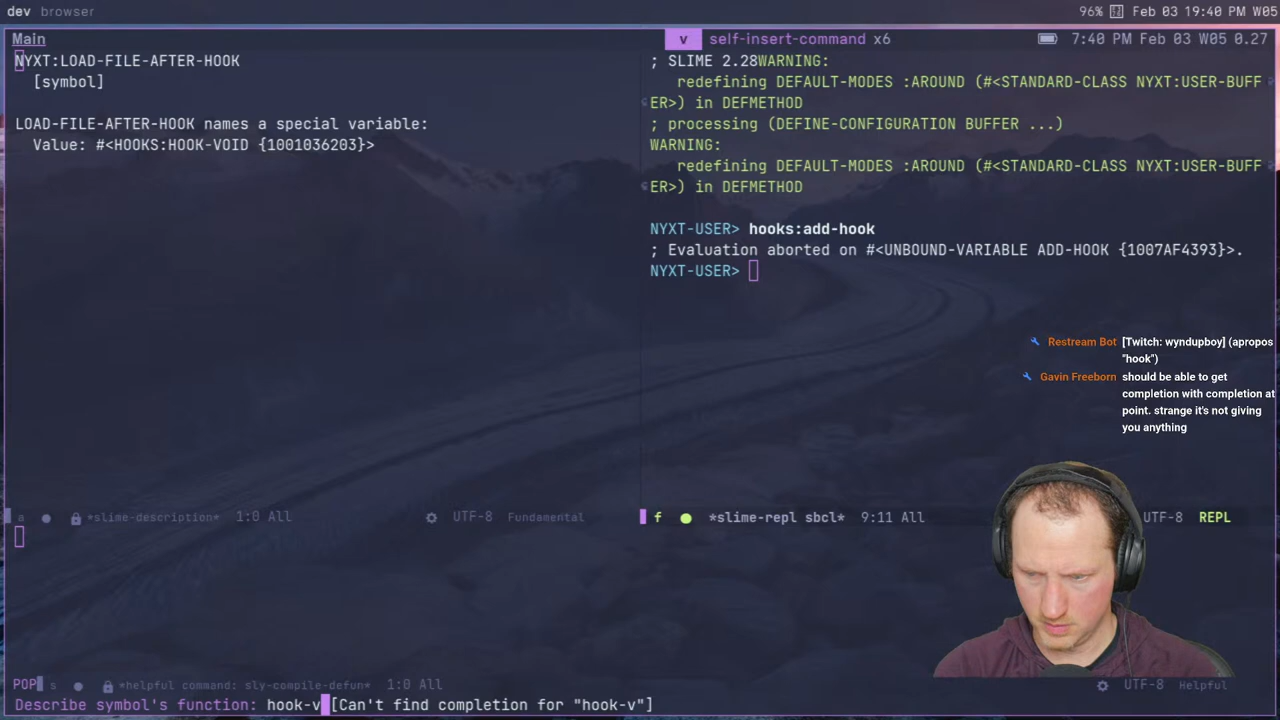 dev browser
96% Feb 03 19:40 PM W05
Main
v self-insert-command x6
7:40 PM Feb 03 W05 0.27
NYXT:LOAD-FILE-AFTER-HOOK
[symbol]
LOAD-FILE-AFTER-HOOK names a special variable:
Value: #<HOOKS:HOOK-VOID {1001036203}>
; SLIME 2.28WARNING:
redefining DEFAULT-MODES :AROUND (#<STANDARD-CLASS NYXT:USER-BUFF
ER>) in DEFMETHOD
; processing (DEFINE-CONFIGURATION BUFFER ...)
WARNING:
redefining DEFAULT-MODES :AROUND (#<STANDARD-CLASS NYXT:USER-BUFF
ER>) in DEFMETHOD
NYXT-USER> hooks:add-hook
; Evaluation aborted on #<UNBOUND-VARIABLE ADD-HOOK {1007AF4393}>.
NYXT-USER>
Restream Bot [Twitch: wyndupboy] (apropos
"hook")
Gavin Freeborn should be able to get
completion with completion at
point. strange it's not giving
you anything
a *slime-description* 1:0 All UTF-8 Fundamental
f *slime-repl sbcl* 9:11 All UTF-8 REPL
POP s *helpful command: sly-compile-defun* 1:0 All UTF-8 Helpful
Describe symbol's function: hook-v [Can't find completion for "hook-v"]